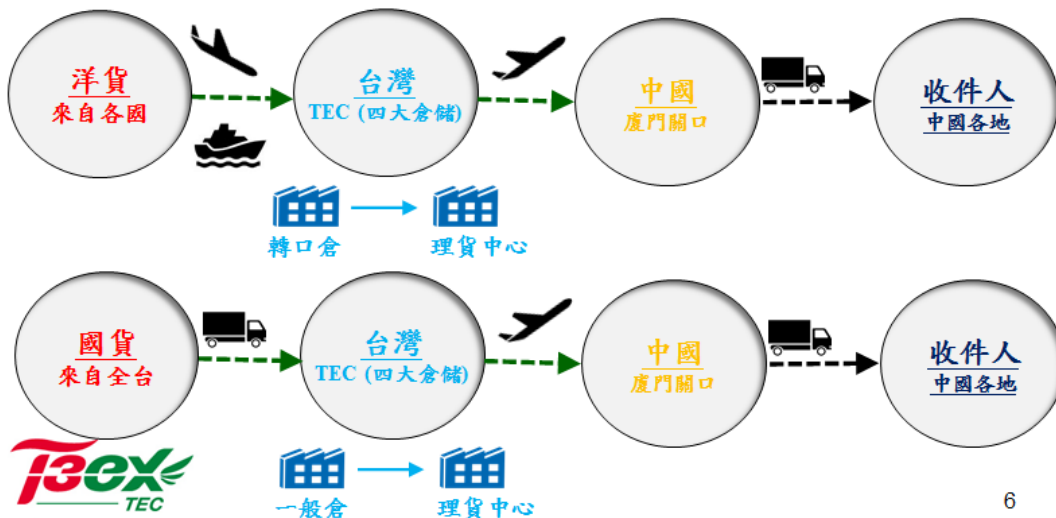 洋貨
來自各國
台灣
TEC (四大倉儲)
中國
廈門關口
收件人
中國各地
轉口倉
理貨中心
國貨
來自全台
台灣
TEC (四大倉儲)
中國
廈門關口
收件人
中國各地
一般倉
理貨中心
T3ex
TEC
6